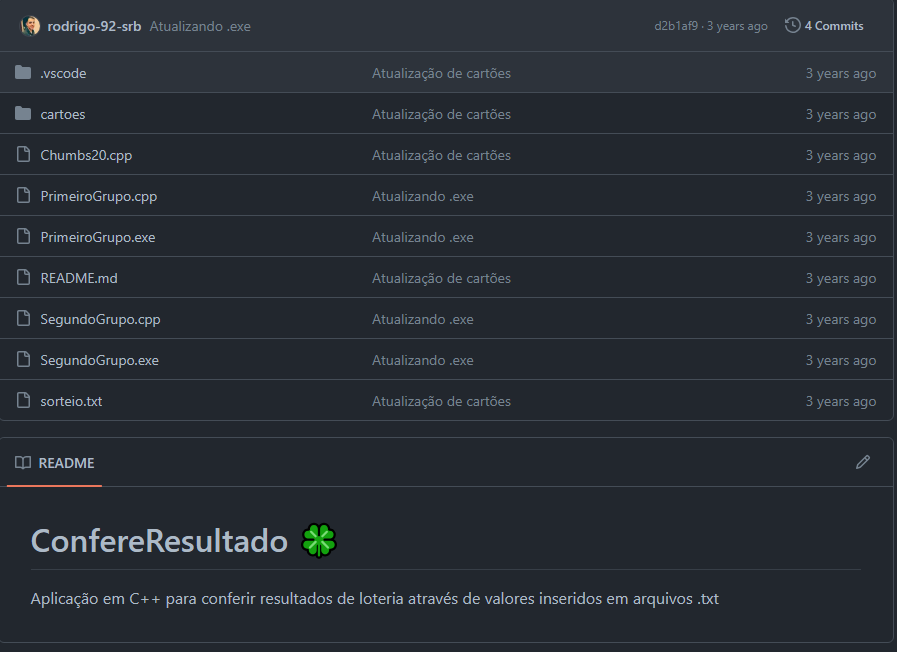 rodrigo-92-srb Atualizando .exe d2b1af9 · 3 years ago 4 Commits
.vscode Atualização de cartões 3 years ago
cartoes Atualização de cartões 3 years ago
Chumbs20.cpp Atualização de cartões 3 years ago
PrimeiroGrupo.cpp Atualizando .exe 3 years ago
PrimeiroGrupo.exe Atualizando .exe 3 years ago
README.md Atualização de cartões 3 years ago
SegundoGrupo.cpp Atualizando .exe 3 years ago
SegundoGrupo.exe Atualizando .exe 3 years ago
sorteio.txt Atualização de cartões 3 years ago
README
ConfereResultado 🍀
Aplicação em C++ para conferir resultados de loteria através de valores inseridos em arquivos .txt